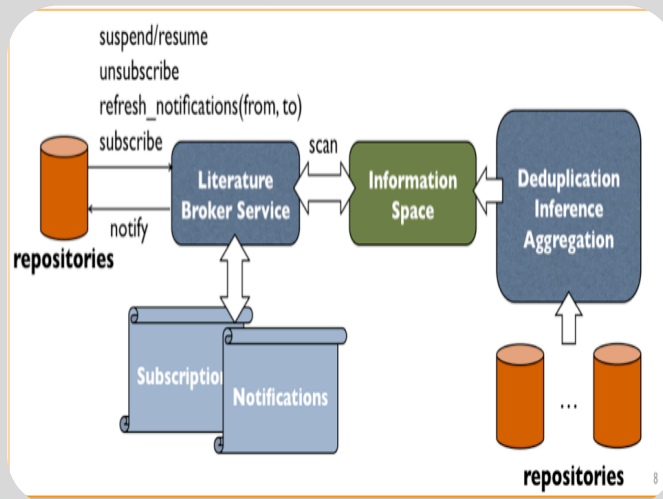 suspend/resume
unsubscribe
refresh_notifications(from, to)
subscribe
notify
repositories
Literature
Broker Service
scan
Information
Space
Deduplication
Inference
Aggregation
Subscription
Notifications
...
repositories
8